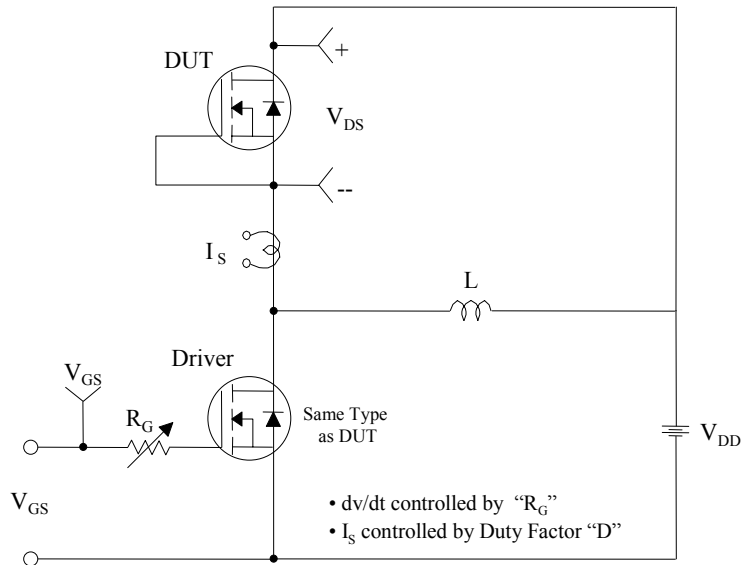 DUT
+
V_DS
--
I_S
L
Driver
V_GS
R_G
Same Type
as DUT
V_DD
V_GS
• dv/dt controlled by “R_G”
• I_S controlled by Duty Factor “D”